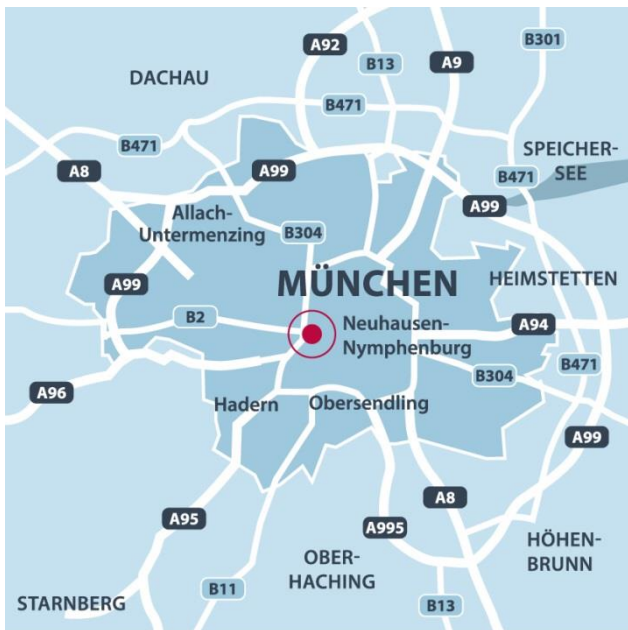 A92
B13
A9
B301
DACHAU
B471
B471
SPEICHER-
SEE
A8
A99
B471
A99
Allach-
Untermenzing
B304
MÜNCHEN
HEIMSTETTEN
A99
B2
Neuhausen-
Nymphenburg
A94
B471
B304
A96
Hadern
Obersendling
A99
A8
A95
A995
HÖHEN-
BRUNN
OBER-
HACHING
B11
STARNBERG
B13